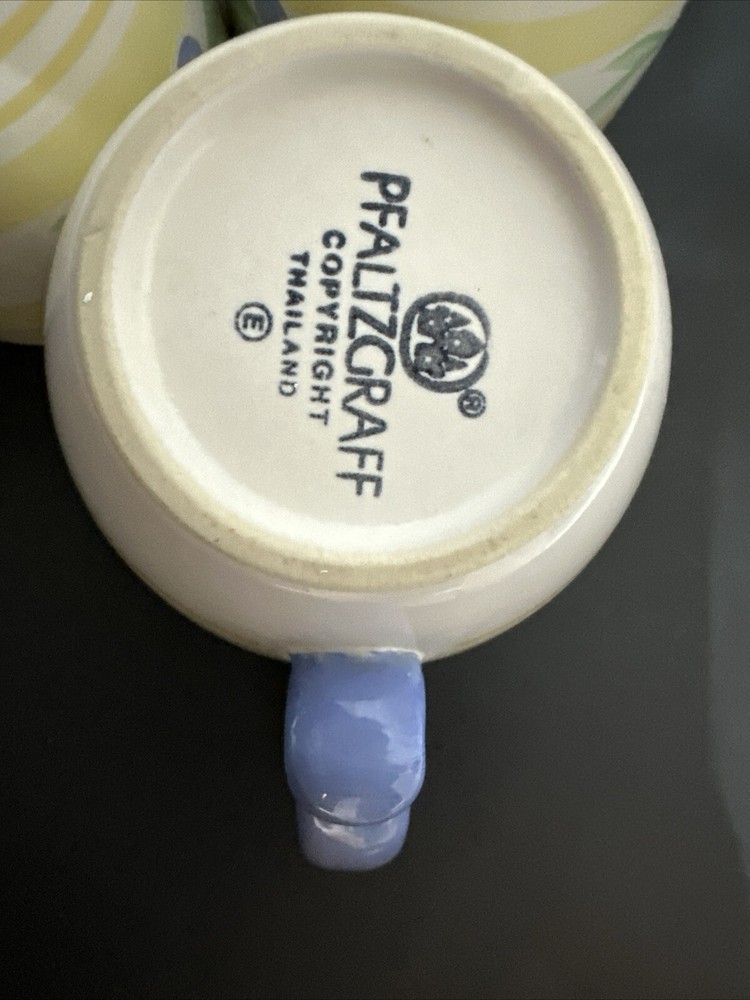 ®
PFALTZGRAFF
COPYRIGHT
THAILAND
Ⓔ